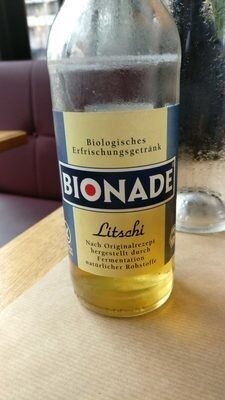 Biologisches
Erfrischungsgetränk
BIONADE
Litschi
Nach Originalrezept
hergestellt durch
Fermentation
natürlicher Rohstoffe